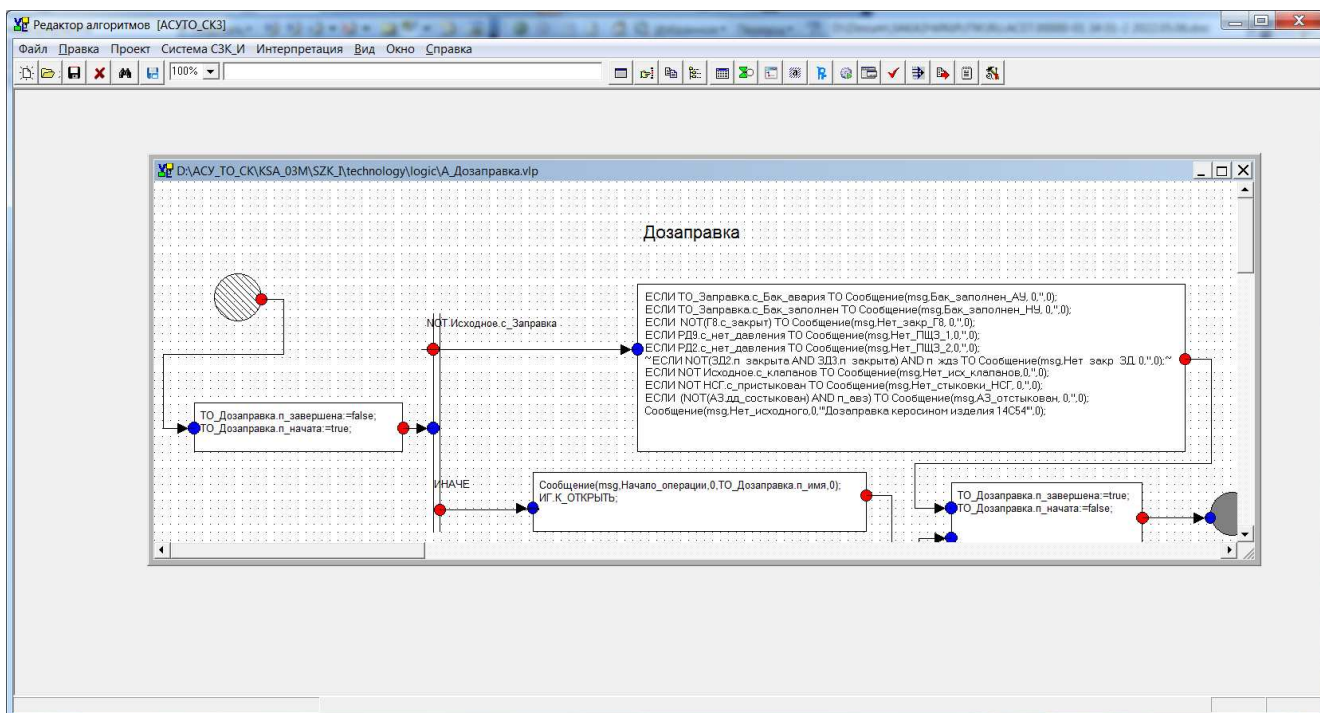 Редактор алгоритмов [АСУТО_СКЗ]
Файл Правка Проект Система СЗК_И Интерпретация Вид Окно Справка
100%
D:\АСУ_ТО_СК\KSA_03M\SZK_I\technology\logic\А_Дозаправка.vlp
Дозаправка
NOT Исходное.с_Заправка
ЕСЛИ ТО_Заправка.с_Бак_авария ТО Сообщение(msg,Бак_заполнен_АУ, 0,'',0);
ЕСЛИ ТО_Заправка.с_Бак_заполнен ТО Сообщение(msg,Бак_заполнен_НУ, 0,'',0);
ЕСЛИ NOT(Г8.с_закрыт) ТО Сообщение(msg,Нет_закр_Г8, 0,'',0);
ЕСЛИ РД9.с_нет_давления ТО Сообщение(msg,Нет_ПЩЗ_1,0,'',0);
ЕСЛИ РД2.с_нет_давления ТО Сообщение(msg,Нет_ПЩЗ_2,0,'',0);
~ЕСЛИ NOT(ЗД2.п_закрыта AND ЗД3.п_закрыта) AND п_ждз ТО Сообщение(msg,Нет_закр_ЗД, 0,'',0);~
ЕСЛИ NOT Исходное.с_клапанов ТО Сообщение(msg,Нет_исх_клапанов,0,'',0);
ЕСЛИ NOT НСГ.с_пристыкован ТО Сообщение(msg,Нет_стыковки_НСГ, 0,'',0);
ЕСЛИ (NOT(АЗ.дд_состыкован) AND п_авз) ТО Сообщение(msg,АЗ_отстыкован, 0,'',0);
Сообщение(msg,Нет_исходного,0,'"Дозаправка керосином изделия 14С54"',0);
ТО_Дозаправка.п_завершена:=false;
ТО_Дозаправка.п_начата:=true;
ИНАЧЕ
Сообщение(msg,Начало_операции,0,ТО_Дозаправка.п_имя,0);
ИГ.К_ОТКРЫТЬ;
ТО_Дозаправка.п_завершена:=true;
ТО_Дозаправка.п_начата:=false;